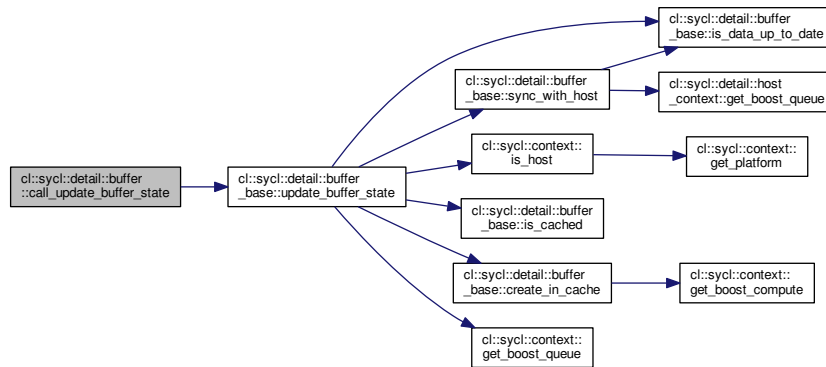 cl::sycl::detail::buffer
::call_update_buffer_state
cl::sycl::detail::buffer
_base::update_buffer_state
cl::sycl::detail::buffer
_base::is_data_up_to_date
cl::sycl::detail::buffer
_base::sync_with_host
cl::sycl::detail::host
_context::get_boost_queue
cl::sycl::context::
is_host
cl::sycl::context::
get_platform
cl::sycl::detail::buffer
_base::is_cached
cl::sycl::detail::buffer
_base::create_in_cache
cl::sycl::context::
get_boost_compute
cl::sycl::context::
get_boost_queue